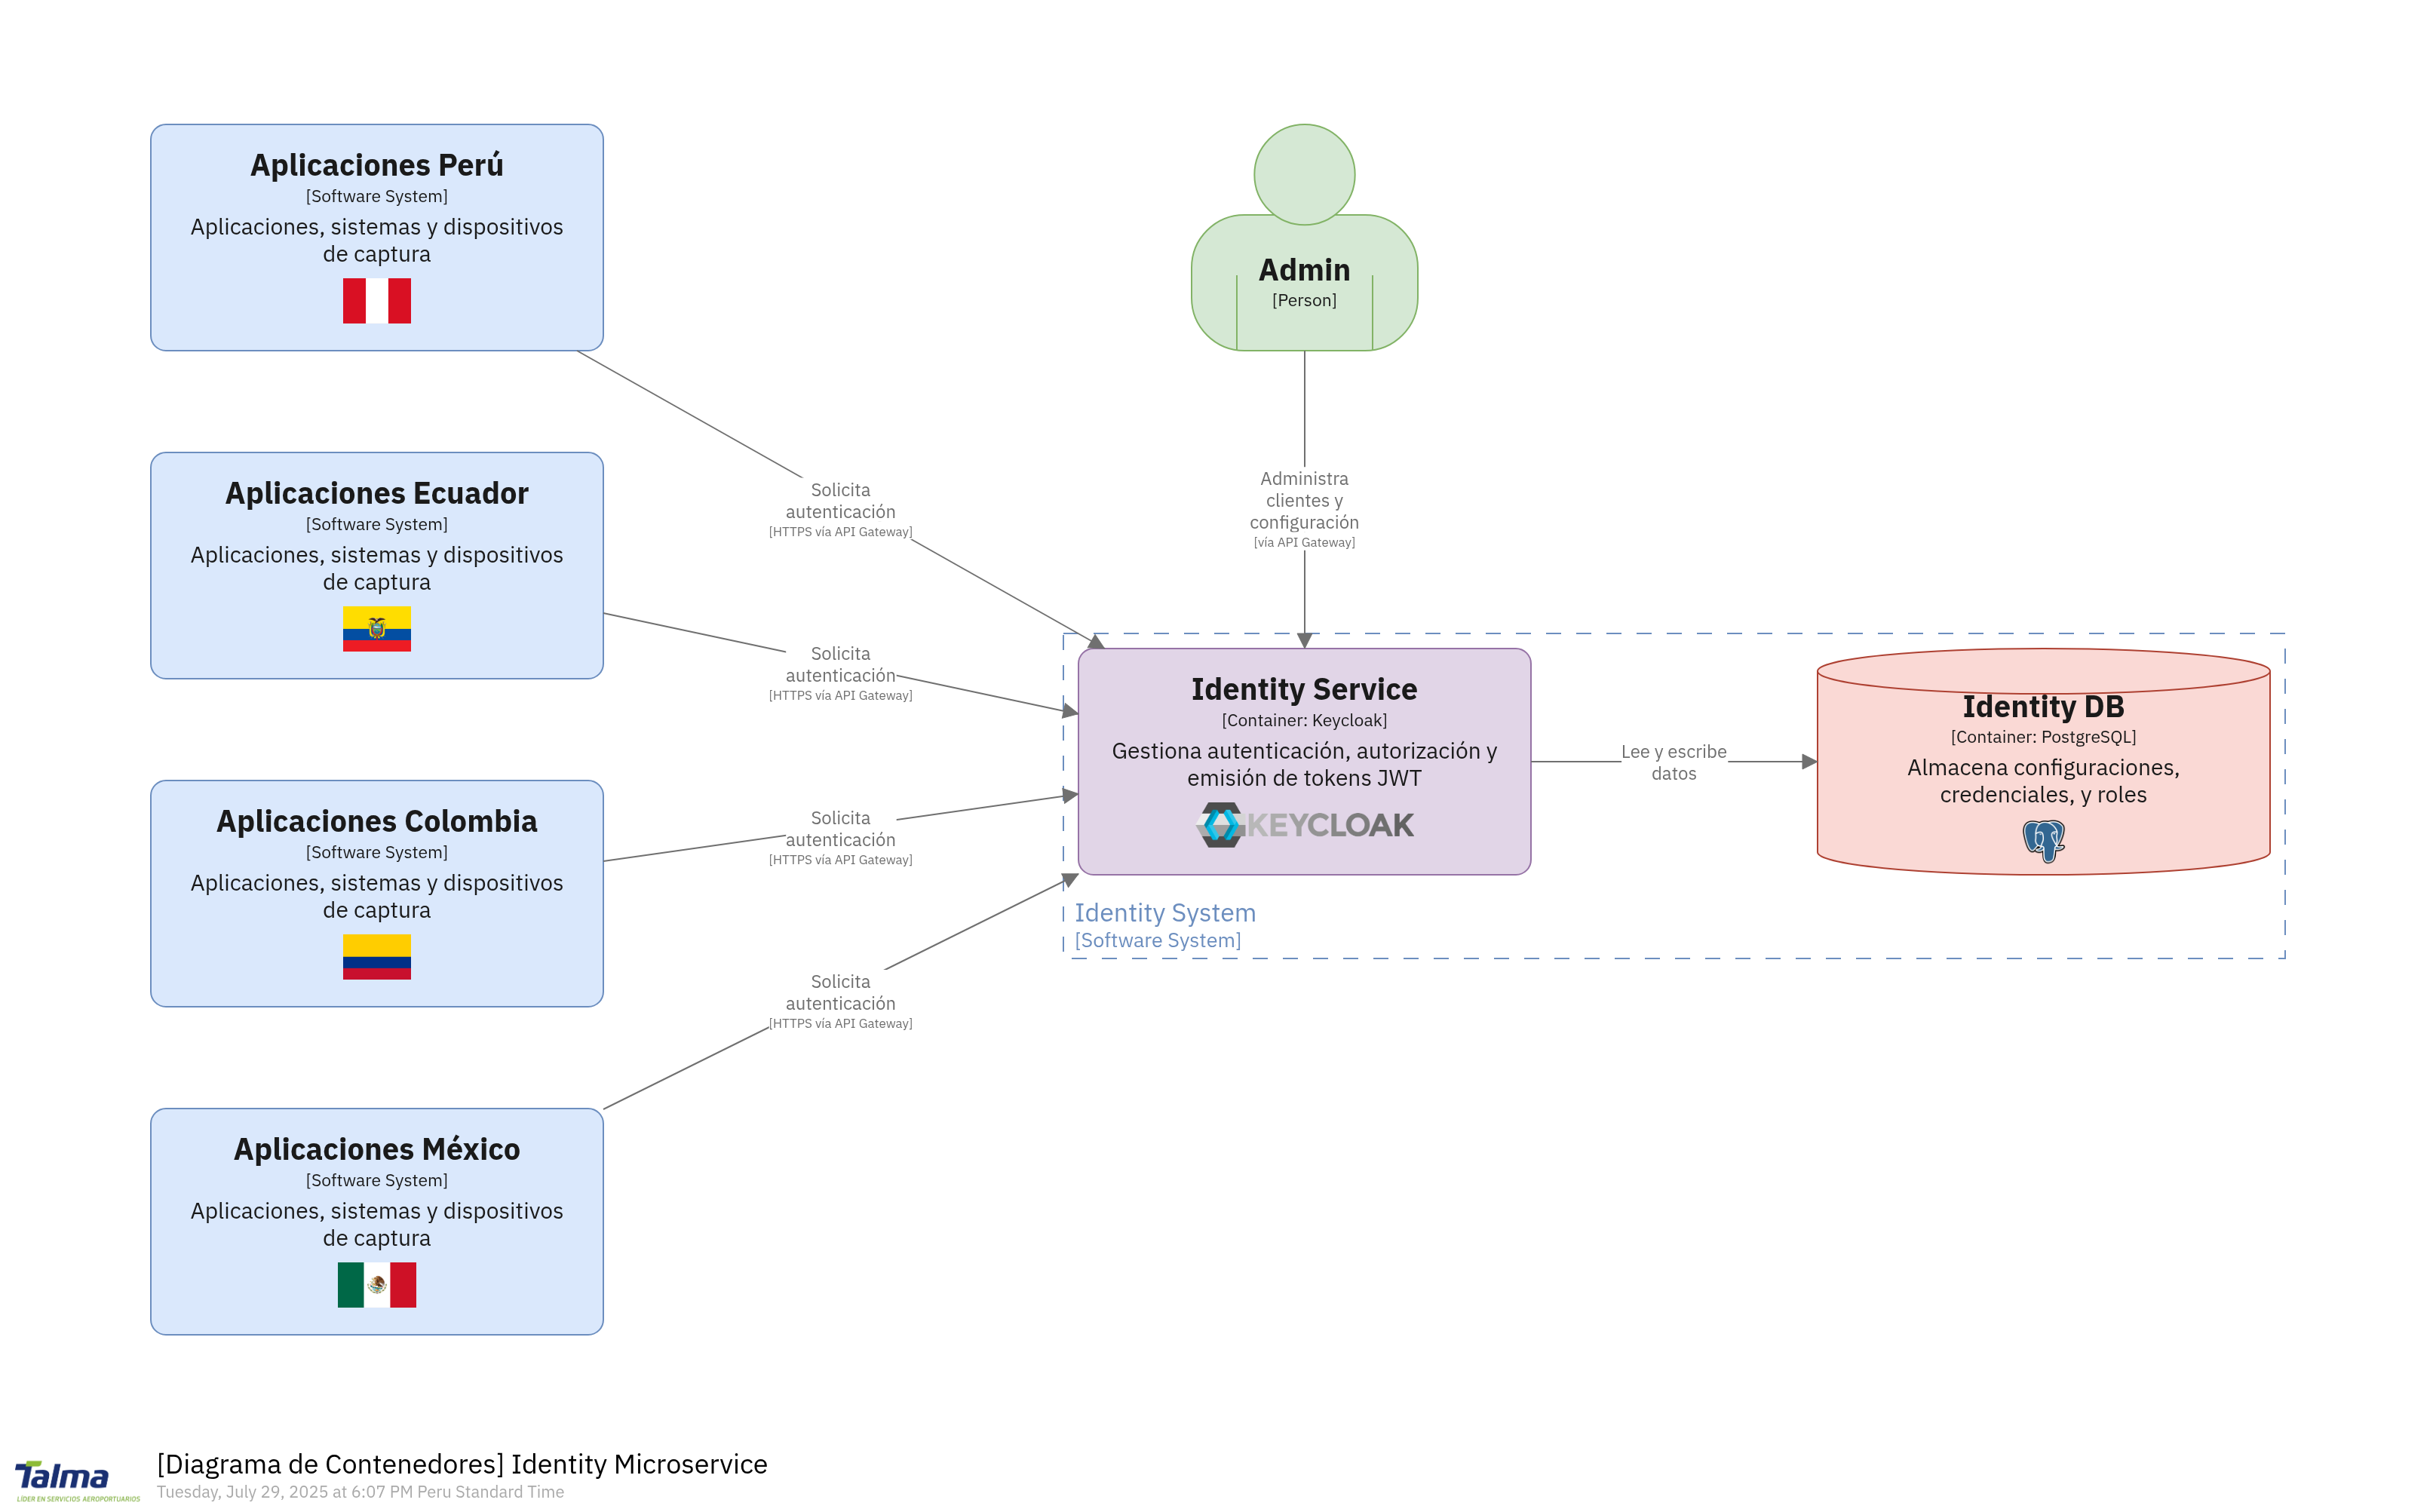 Aplicaciones Perú
[Software System]
Aplicaciones, sistemas y dispositivos
de captura
Admin
[Person]
Aplicaciones Ecuador
[Software System]
Aplicaciones, sistemas y dispositivos
de captura
Solicita
autenticación
[HTTPS vía API Gateway]
Administra
clientes y
configuración
[vía API Gateway]
Solicita
autenticación
[HTTPS vía API Gateway]
Identity Service
[Container: Keycloak]
Gestiona autenticación, autorización y
emisión de tokens JWT
KEYCLOAK
Lee y escribe
datos
Identity DB
[Container: PostgreSQL]
Almacena configuraciones,
credenciales, y roles
Aplicaciones Colombia
[Software System]
Aplicaciones, sistemas y dispositivos
de captura
Solicita
autenticación
[HTTPS vía API Gateway]
Identity System
[Software System]
Solicita
autenticación
[HTTPS vía API Gateway]
Aplicaciones México
[Software System]
Aplicaciones, sistemas y dispositivos
de captura
Talma
LÍDER EN SERVICIOS AEROPORTUARIOS
[Diagrama de Contenedores] Identity Microservice
Tuesday, July 29, 2025 at 6:07 PM Peru Standard Time